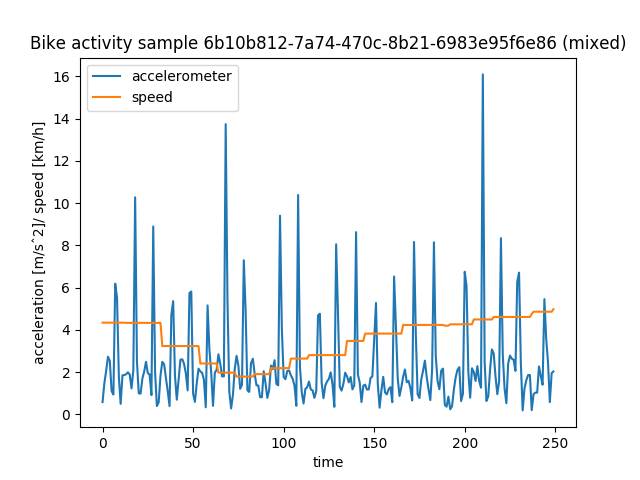 Bike activity sample 6b10b812-7a74-470c-8b21-6983e95f6e86 (mixed)
accelerometer
speed
acceleration [m/s^2]/ speed [km/h]
16
14
12
10
8
6
4
2
0
0 50 100 150 200 250
time